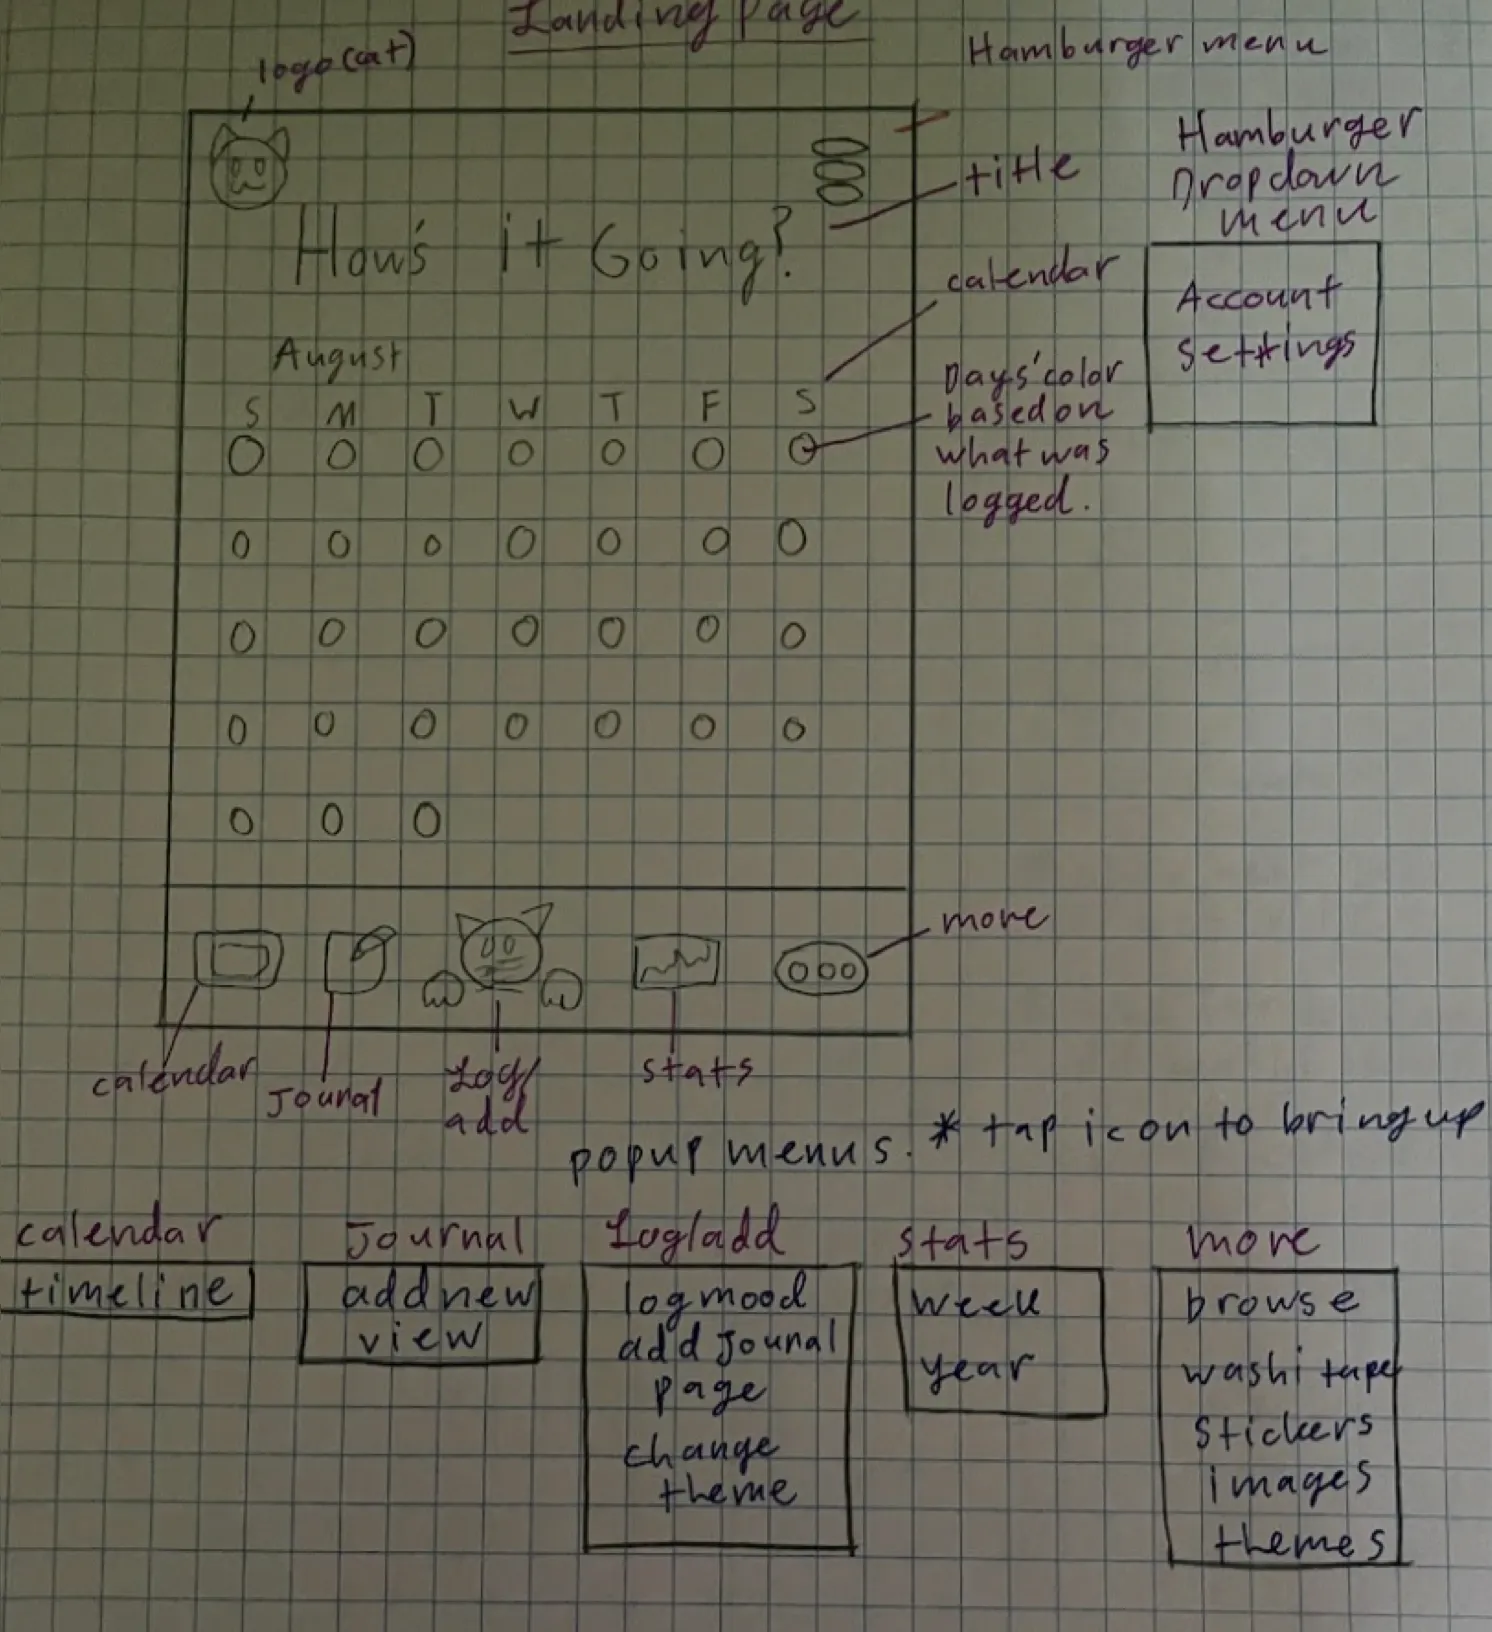 Landing Page
logo(cat)
Hamburger menu
Hamburger
Dropdown
menu
title
How's it Going?
calendar
Account
settings
August
Days' color
based on
what was
logged.
S M T W T F S
more
calendar
Jounal
Log/
add
stats
popup menus. * tap icon to bring up
calendar
timeline
Journal
add new
view
Log/add
log mood
add Jounal
page
change
theme
stats
week
year
more
browse
washi tape
stickers
images
themes